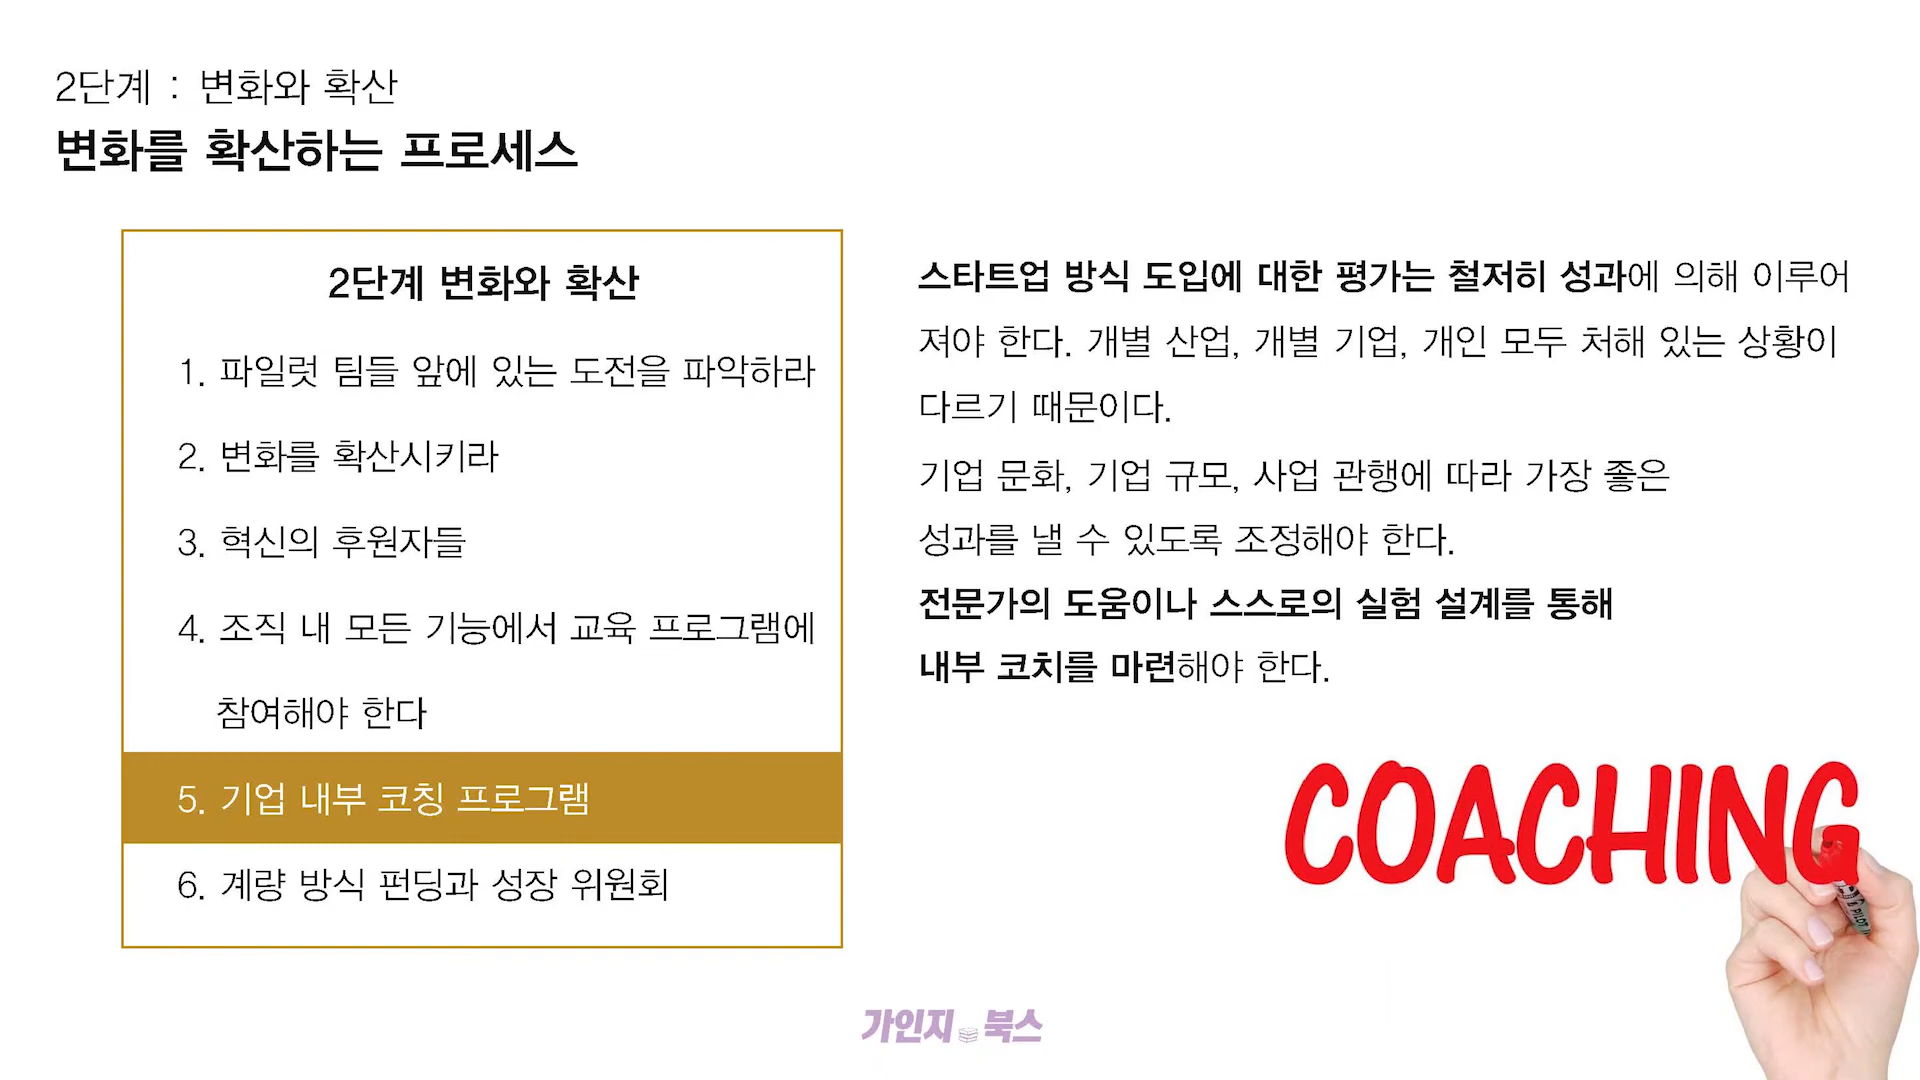 2단계 : 변화와 확산
변화를 확산하는 프로세스
2단계 변화와 확산
1. 파일럿 팀들 앞에 있는 도전을 파악하라
2. 변화를 확산시키라
3. 혁신의 후원자들
4. 조직 내 모든 기능에서 교육 프로그램에
참여해야 한다
5. 기업 내부 코칭 프로그램
6. 계량 방식 펀딩과 성장 위원회
스타트업 방식 도입에 대한 평가는 철저히 성과에 의해 이루어
져야 한다. 개별 산업, 개별 기업, 개인 모두 처해 있는 상황이
다르기 때문이다.
기업 문화, 기업 규모, 사업 관행에 따라 가장 좋은
성과를 낼 수 있도록 조정해야 한다.
전문가의 도움이나 스스로의 실험 설계를 통해
내부 코치를 마련해야 한다.
COACHING
PILOT
가인지 북스